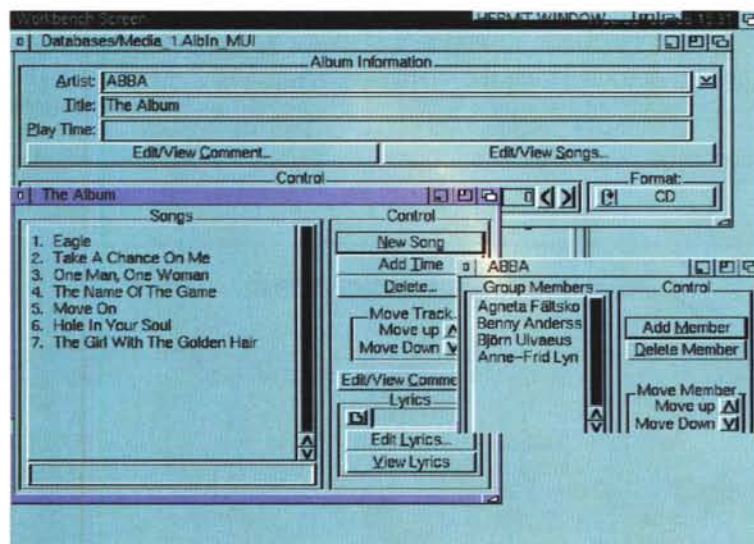 Workbench Screen
HERMIT WINDOW
Databases/Media_1.AlbIn_MUI
Album Information
Artist: ABBA
Title: The Album
Play Time:
Edit/View Comment...
Edit/View Songs...
Control
Format:
0
CD
The Album
Songs
1. Eagle
2. Take A Chance On Me
3. One Man, One Woman
4. The Name Of The Game
5. Move On
6. Hole In Your Soul
7. The Girl With The Golden Hair
Control
New Song
Add Time
Delete...
Move Track
Move up
Move Down
Edit/View Comme
Lyrics
Edit Lyrics...
View Lyrics
ABBA
Group Members
Agneta Fältsko
Benny Anderss
Björn Ulvaeus
Anne-Frid Lyn
Control
Add Member
Delete Member
Move Member
Move up
Move Down